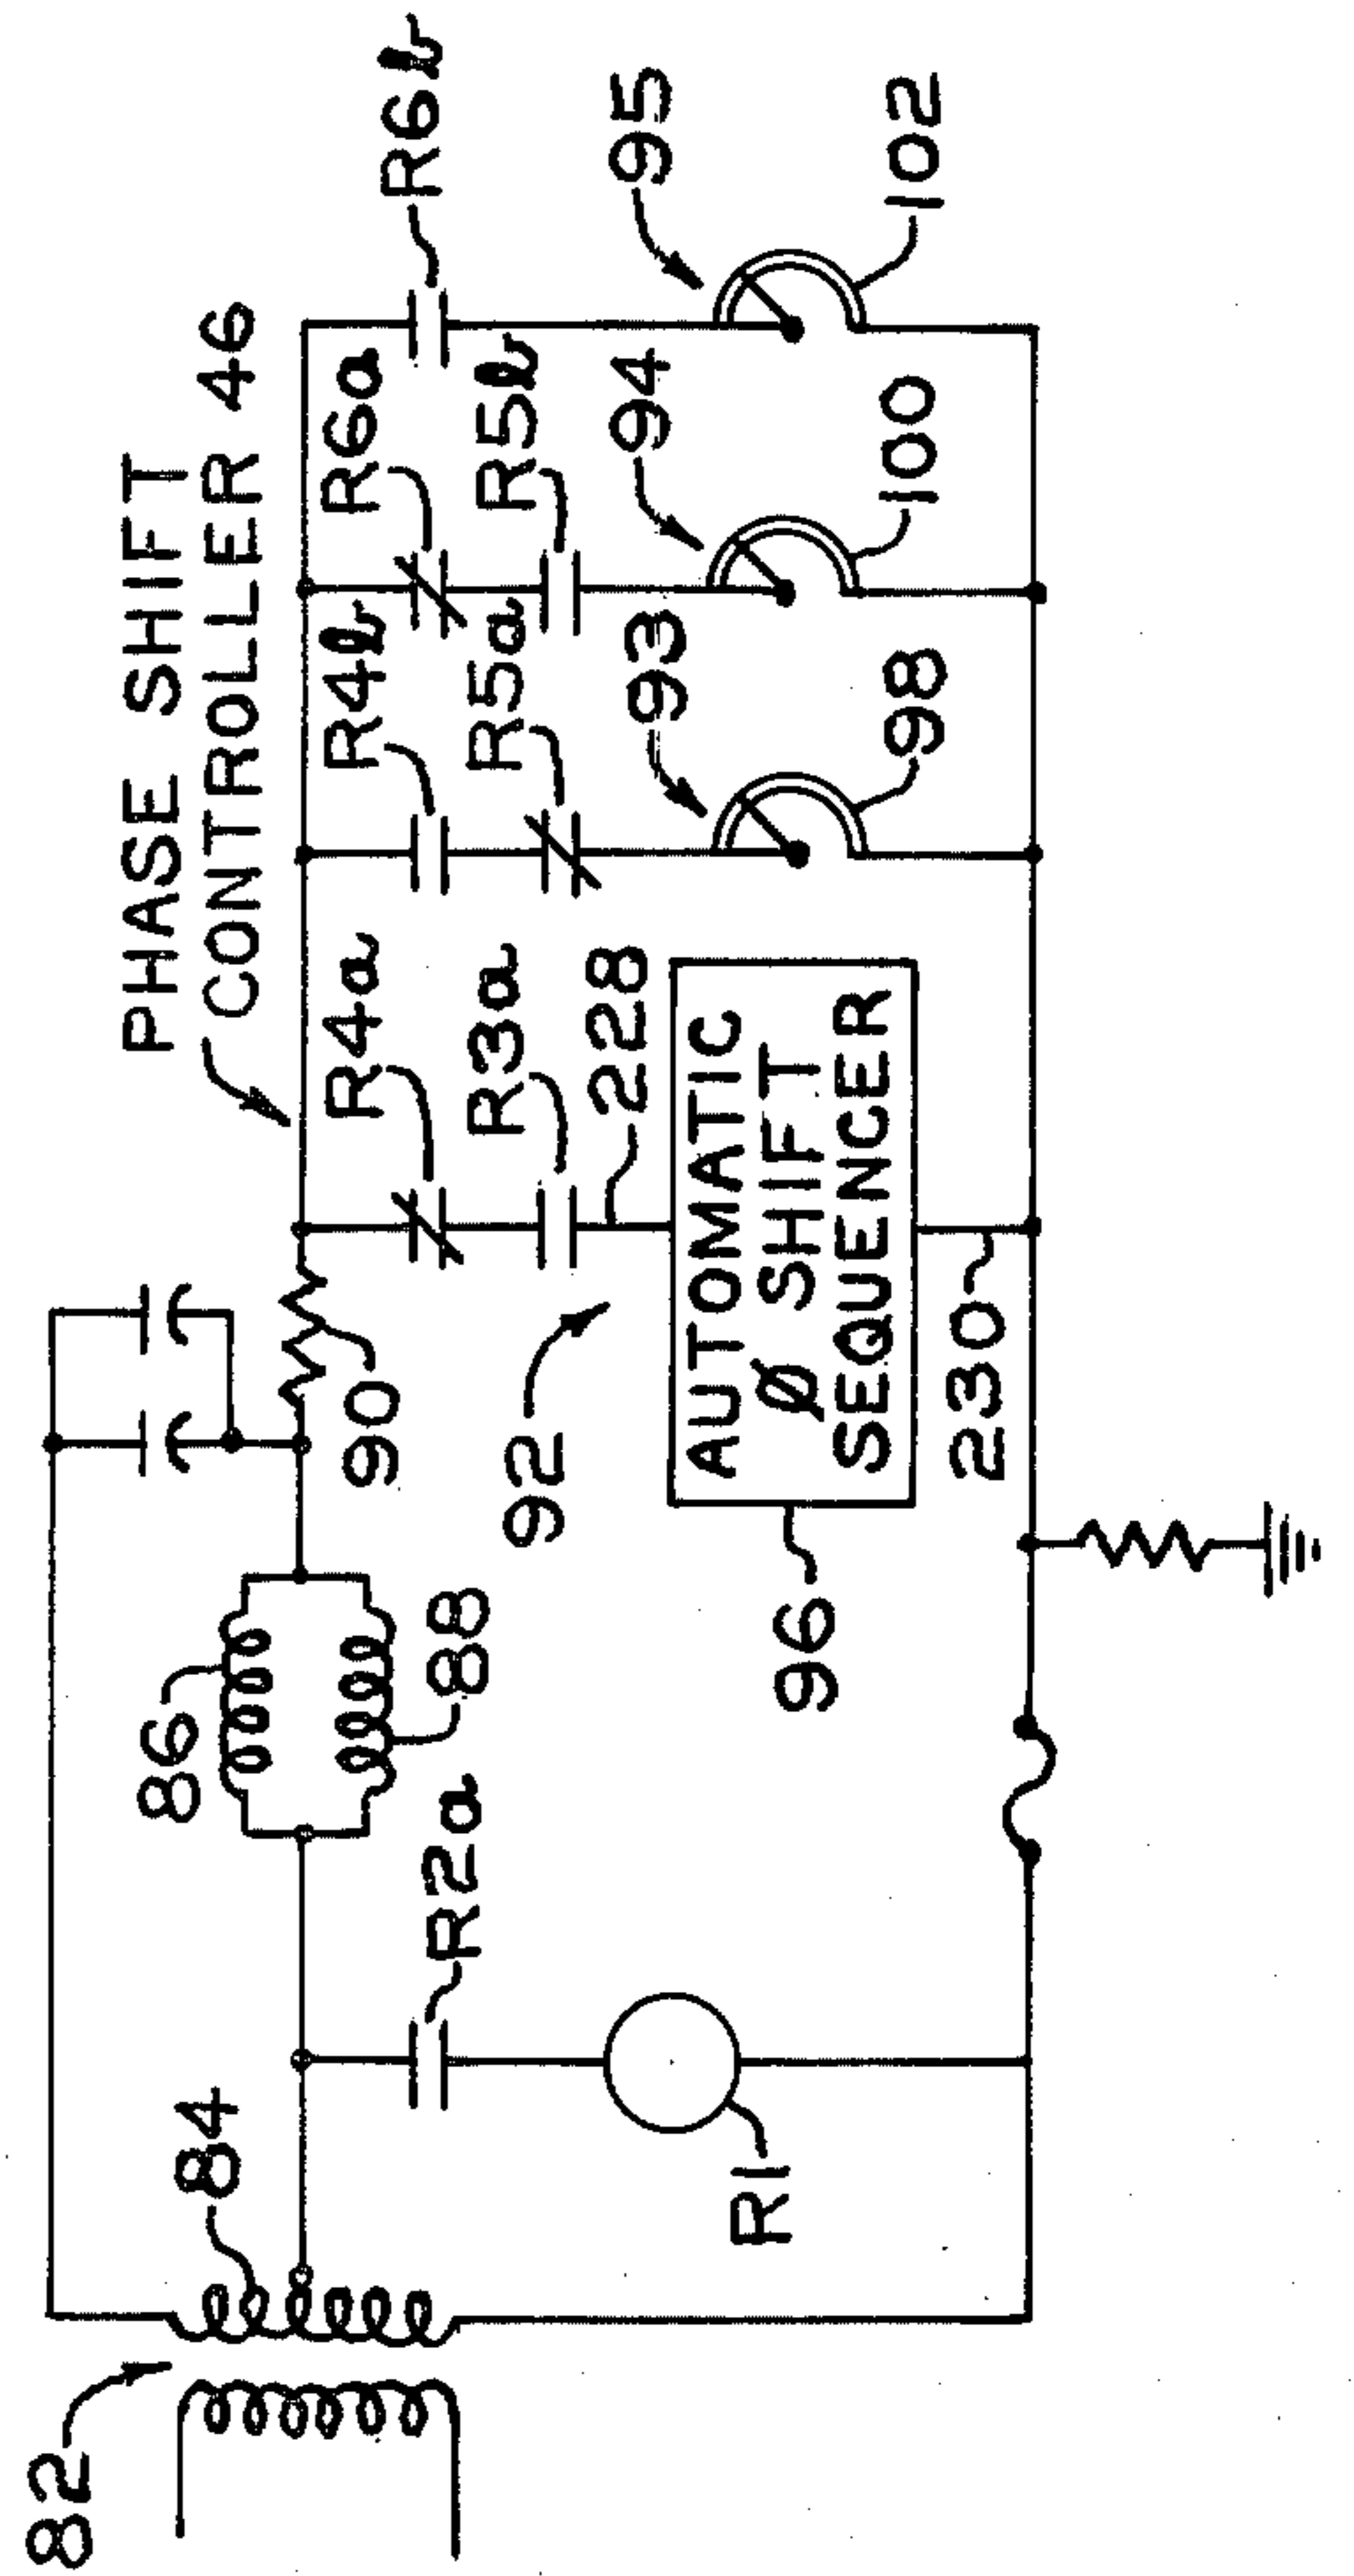 PHASE SHIFT
CONTROLLER 46
82
84
86
88
90
R2a
R1
R4a
R3a
92
228
AUTOMATIC
Ø SHIFT
SEQUENCER
96
230
R4b
R5a
93
98
R6a
R5b
94
100
R6b
95
102